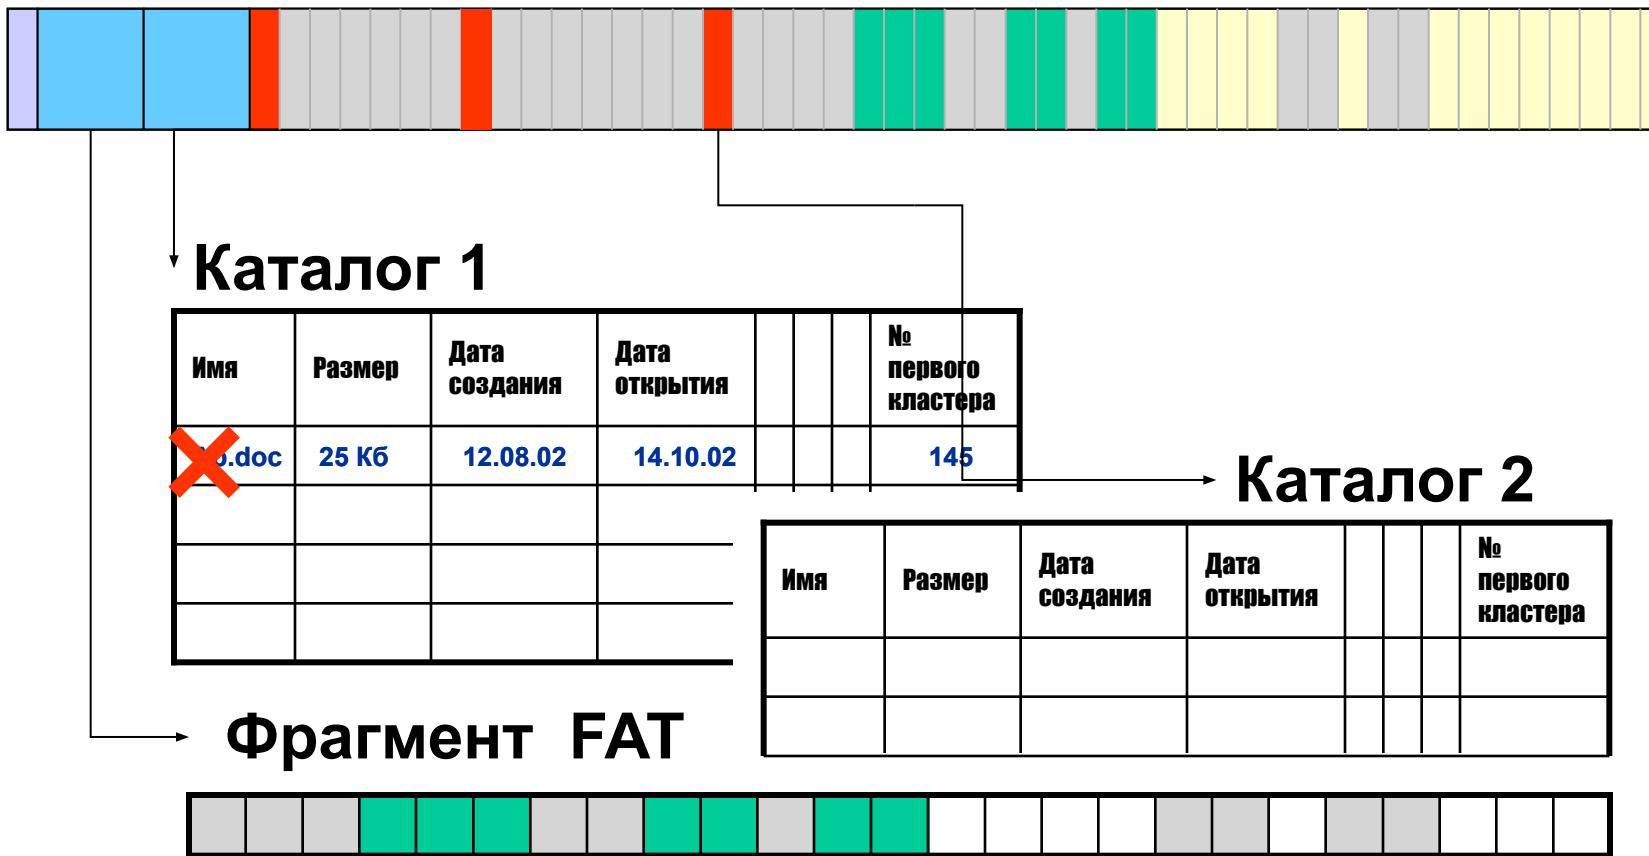 Каталог 1
Имя
Размер
Дата
создания
Дата
открытия
№
первого
кластера
25 Кб
12.08.02
14.10.02
145
Каталог 2
Имя
Размер
Дата
создания
Дата
открытия
№
первого
кластера
Фрагмент FAT